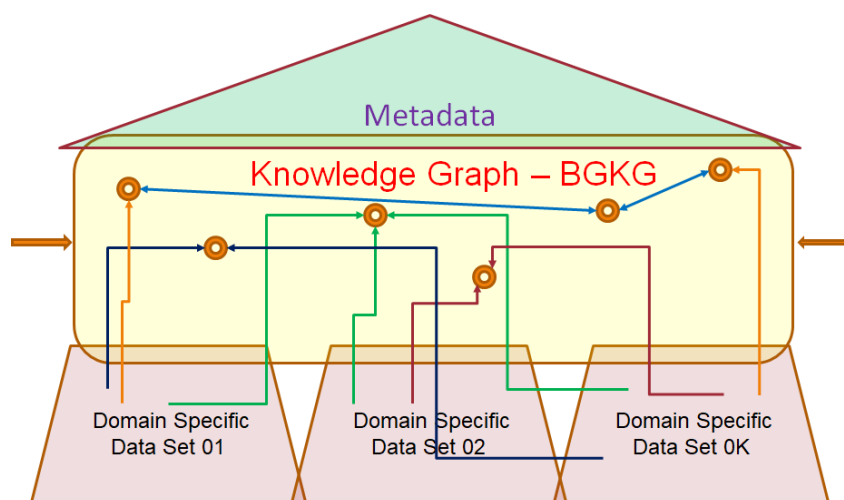 Metadata
Knowledge Graph – BGKG
Domain Specific
Data Set 01
Domain Specific
Data Set 02
Domain Specific
Data Set 0K